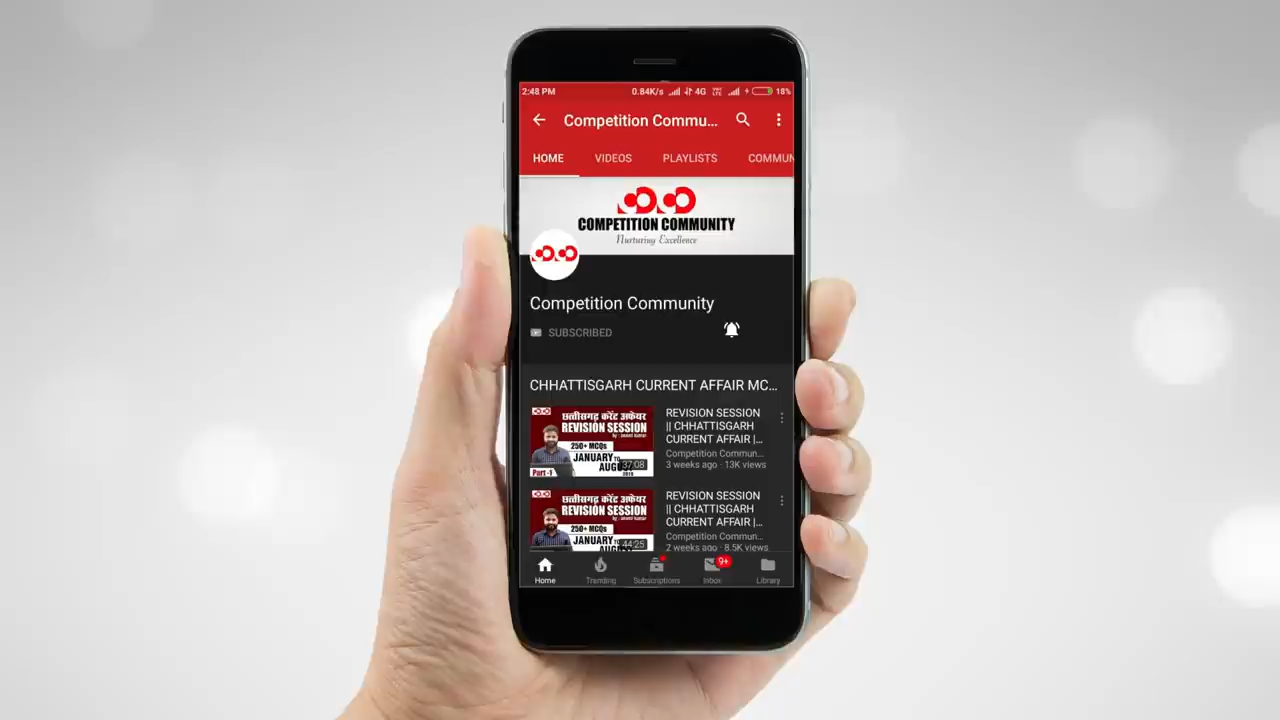 2:48 PM 0.84K/s 4G VoLTE 18%
Competition Commu...
HOME VIDEOS PLAYLISTS COMMUN
COMPETITION COMMUNITY
Nurturing Excellence
Competition Community
SUBSCRIBED
CHHATTISGARH CURRENT AFFAIR MC...
छत्तीसगढ़ करेंट अफेयर
REVISION SESSION
250+ MCQs
JANUARY TO
AUGUST
Part -1
37:08
REVISION SESSION
|| CHHATTISGARH
CURRENT AFFAIR |...
Competition Commun...
3 weeks ago · 13K views
छत्तीसगढ़ करेंट अफेयर
REVISION SESSION
250+ MCQs
JANUARY TO
44:25
REVISION SESSION
|| CHHATTISGARH
CURRENT AFFAIR |...
Competition Commun...
2 weeks ago · 8.5K views
9+
Home Trending Subscriptions Inbox Library